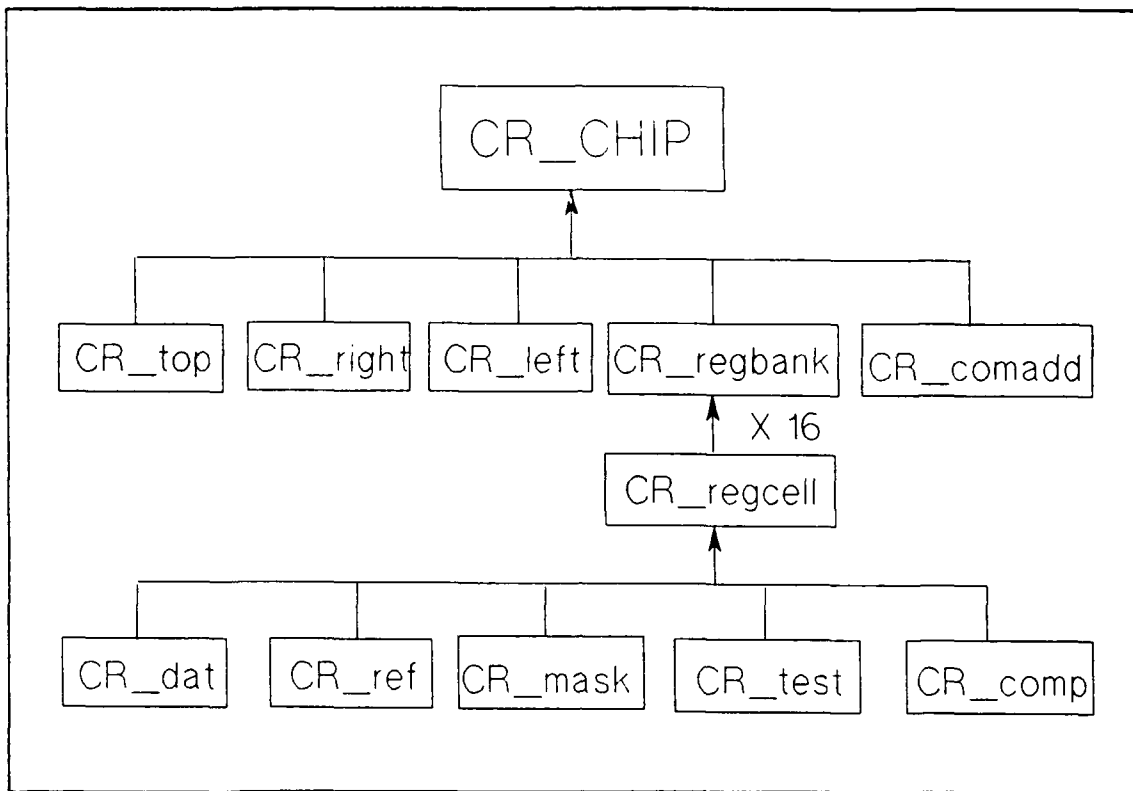 CR_CHIP
CR_top
CR_right
CR_left
CR_regbank
CR_comadd
X 16
CR_regcell
CR_dat
CR_ref
CR_mask
CR_test
CR_comp